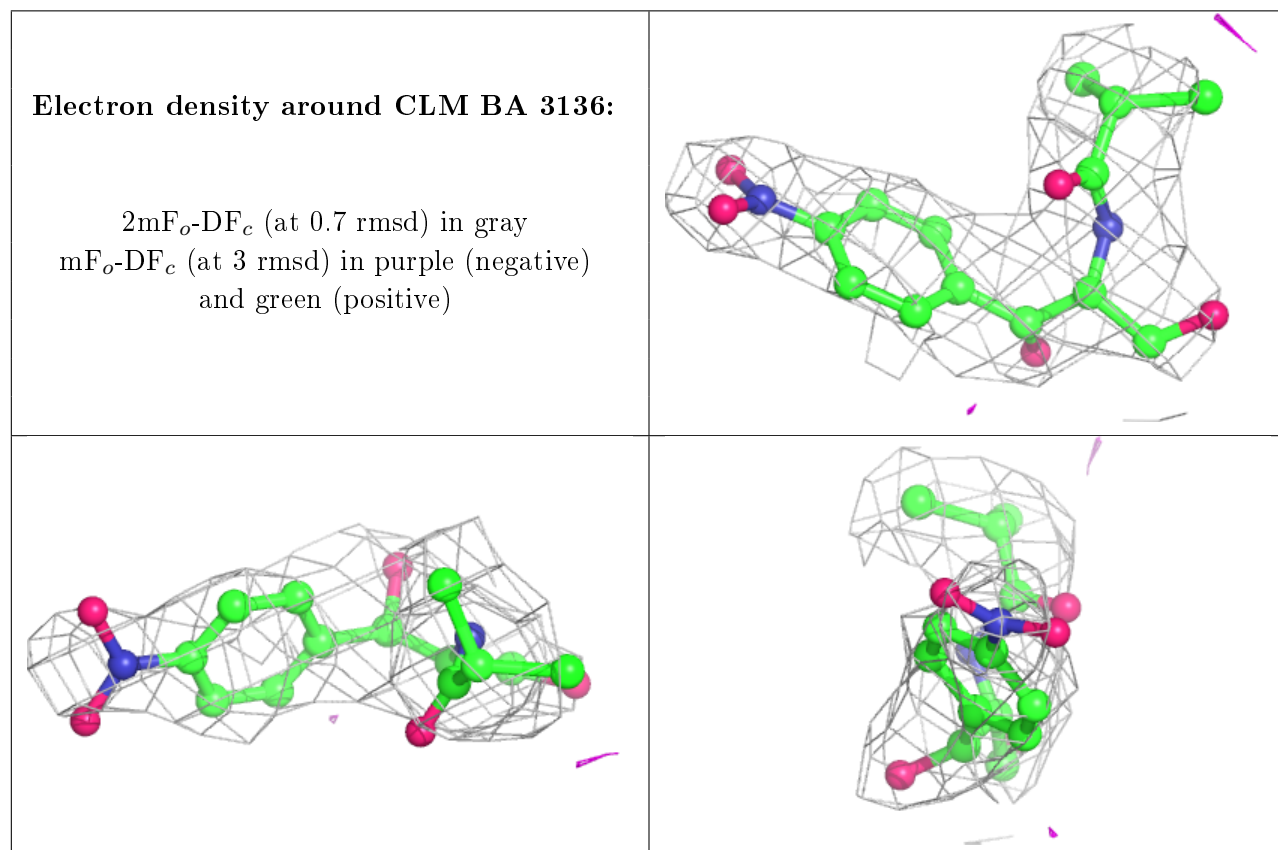 Electron density around CLM BA 3136:
2mFo-DFc (at 0.7 rmsd) in gray
mFo-DFc (at 3 rmsd) in purple (negative)
and green (positive)